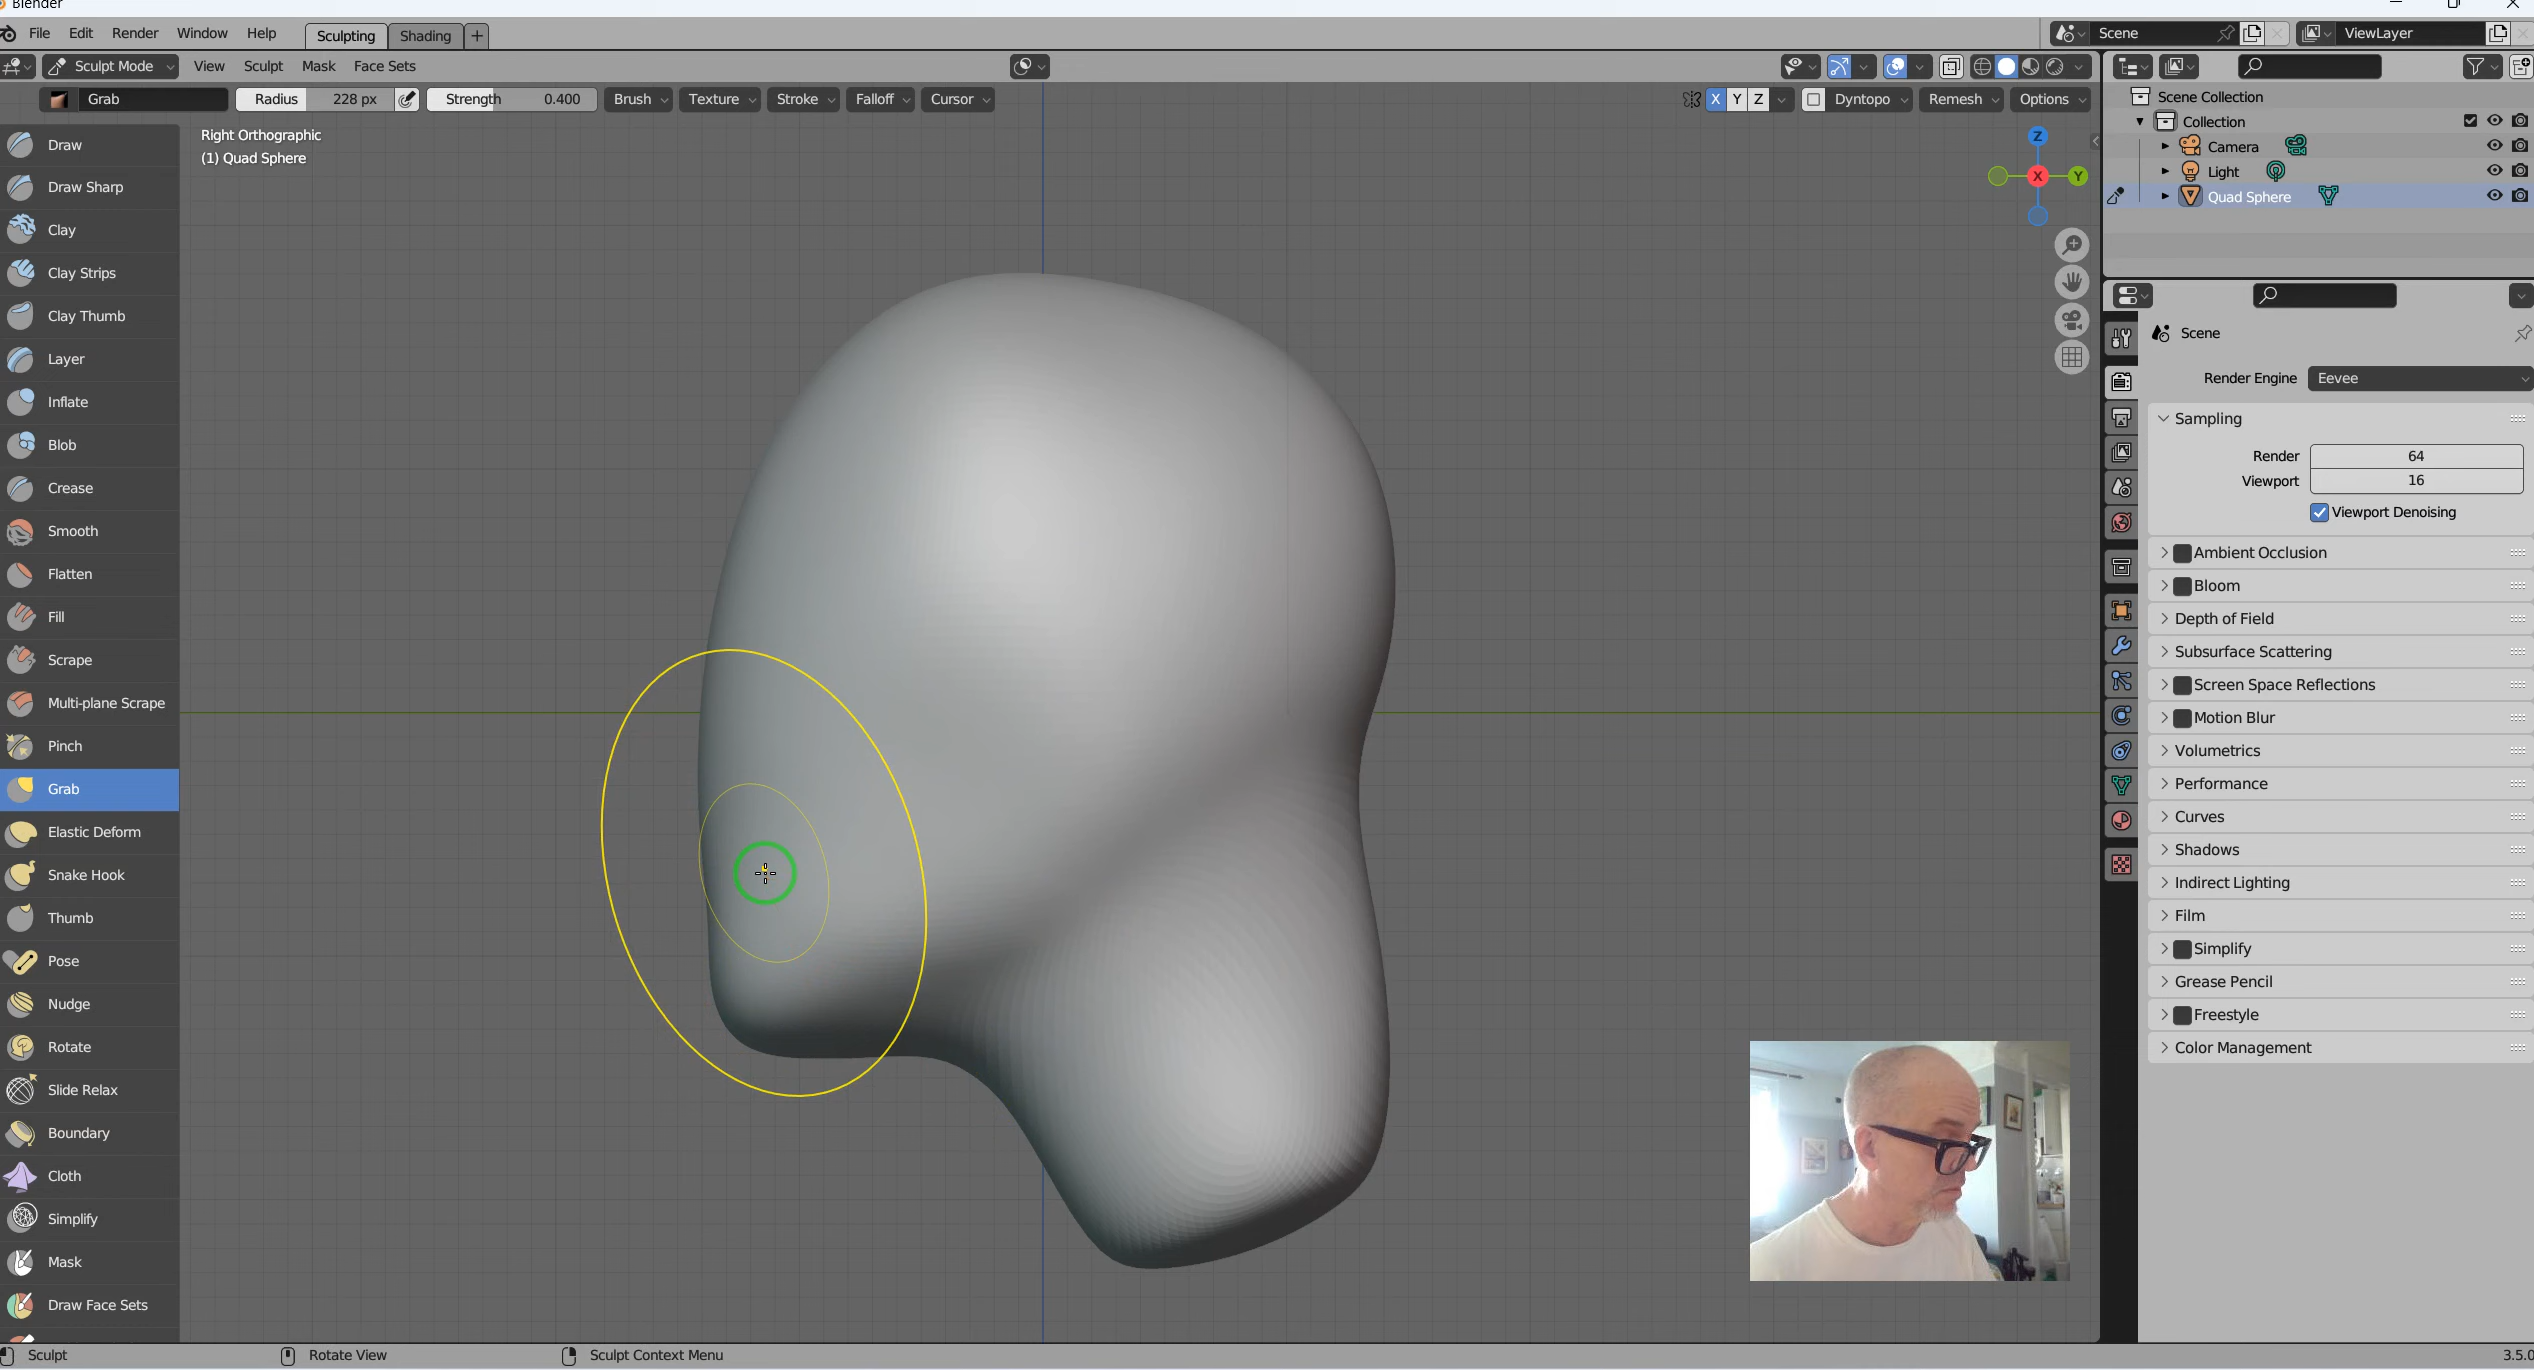 Blender
File Edit Render Window Help Sculpting Shading + Scene ViewLayer
Sculpt Mode View Sculpt Mask Face Sets
Grab Radius 228 px Strength 0.400 Brush Texture Stroke Falloff Cursor X Y Z Dyntopo Remesh Options
Right Orthographic
(1) Quad Sphere
Draw
Draw Sharp
Clay
Clay Strips
Clay Thumb
Layer
Inflate
Blob
Crease
Smooth
Flatten
Fill
Scrape
Multi-plane Scrape
Pinch
Grab
Elastic Deform
Snake Hook
Thumb
Pose
Nudge
Rotate
Slide Relax
Boundary
Cloth
Simplify
Mask
Draw Face Sets
Z
X Y
Scene Collection
Collection
Camera
Light
Quad Sphere
Scene
Render Engine Eevee
Sampling
Render 64
Viewport 16
Viewport Denoising
Ambient Occlusion
Bloom
Depth of Field
Subsurface Scattering
Screen Space Reflections
Motion Blur
Volumetrics
Performance
Curves
Shadows
Indirect Lighting
Film
Simplify
Grease Pencil
Freestyle
Color Management
Sculpt Rotate View Sculpt Context Menu 3.5.0